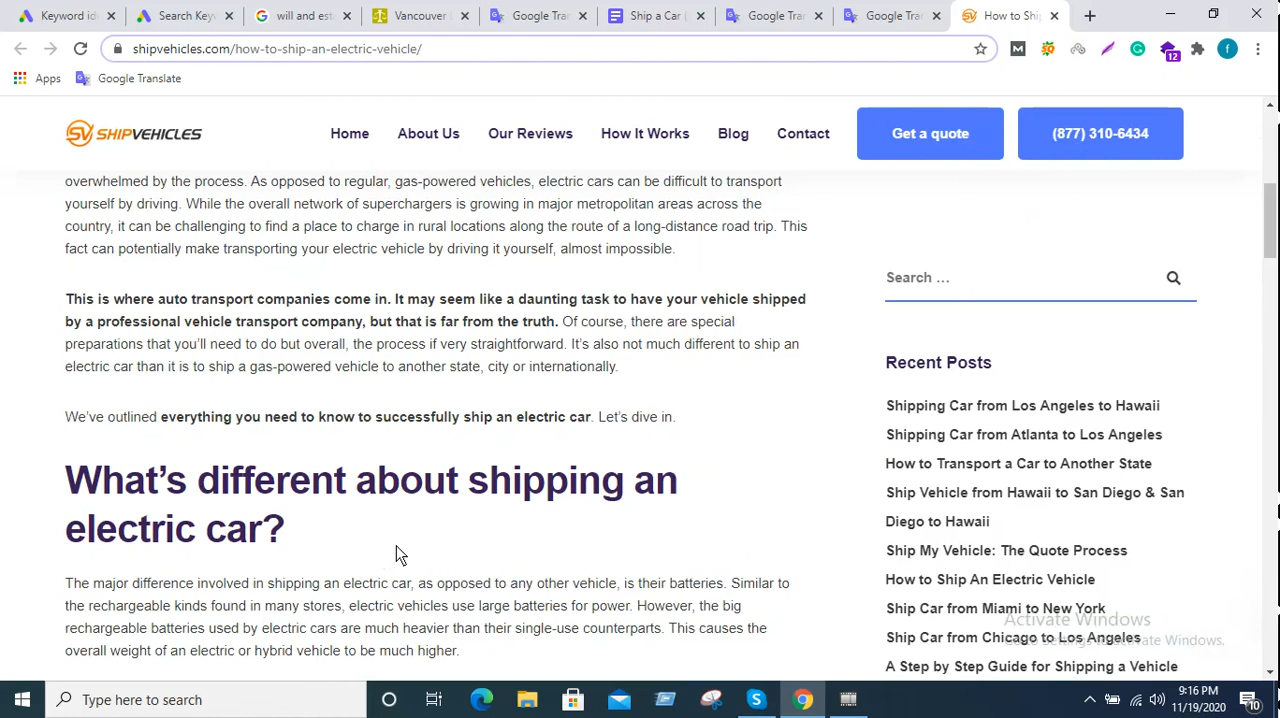 Keyword ide
Search Key
will and est
Vancouver
Google Tran
Ship a Car
Google Tran
Google Tran
How to Ship
shipvehicles.com/how-to-ship-an-electric-vehicle/
12
f
Apps
Google Translate
SV SHIPVEHICLES
Home
About Us
Our Reviews
How It Works
Blog
Contact
Get a quote
(877) 310-6434
overwhelmed by the process. As opposed to regular, gas-powered vehicles, electric cars can be difficult to transport
yourself by driving. While the overall network of superchargers is growing in major metropolitan areas across the
country, it can be challenging to find a place to charge in rural locations along the route of a long-distance road trip. This
fact can potentially make transporting your electric vehicle by driving it yourself, almost impossible.
This is where auto transport companies come in. It may seem like a daunting task to have your vehicle shipped
by a professional vehicle transport company, but that is far from the truth. Of course, there are special
preparations that you'll need to do but overall, the process if very straightforward. It's also not much different to ship an
electric car than it is to ship a gas-powered vehicle to another state, city or internationally.
We've outlined everything you need to know to successfully ship an electric car. Let's dive in.
What's different about shipping an
electric car?
The major difference involved in shipping an electric car, as opposed to any other vehicle, is their batteries. Similar to
the rechargeable kinds found in many stores, electric vehicles use large batteries for power. However, the big
rechargeable batteries used by electric cars are much heavier than their single-use counterparts. This causes the
overall weight of an electric or hybrid vehicle to be much higher.
Search …
Recent Posts
Shipping Car from Los Angeles to Hawaii
Shipping Car from Atlanta to Los Angeles
How to Transport a Car to Another State
Ship Vehicle from Hawaii to San Diego & San
Diego to Hawaii
Ship My Vehicle: The Quote Process
How to Ship An Electric Vehicle
Ship Car from Miami to New York
Ship Car from Chicago to Los Angeles
A Step by Step Guide for Shipping a Vehicle
Activate Windows
Go to Settings to activate Windows.
Type here to search
9:16 PM
11/19/2020
10